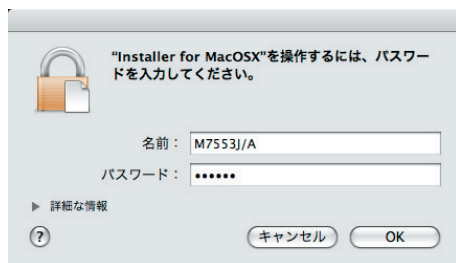 “Installer for MacOSX”を操作するには、パスワー
ドを入力してください。
名前：
M7553J/A
パスワード：
••••••
▶ 詳細な情報
?
キャンセル
OK